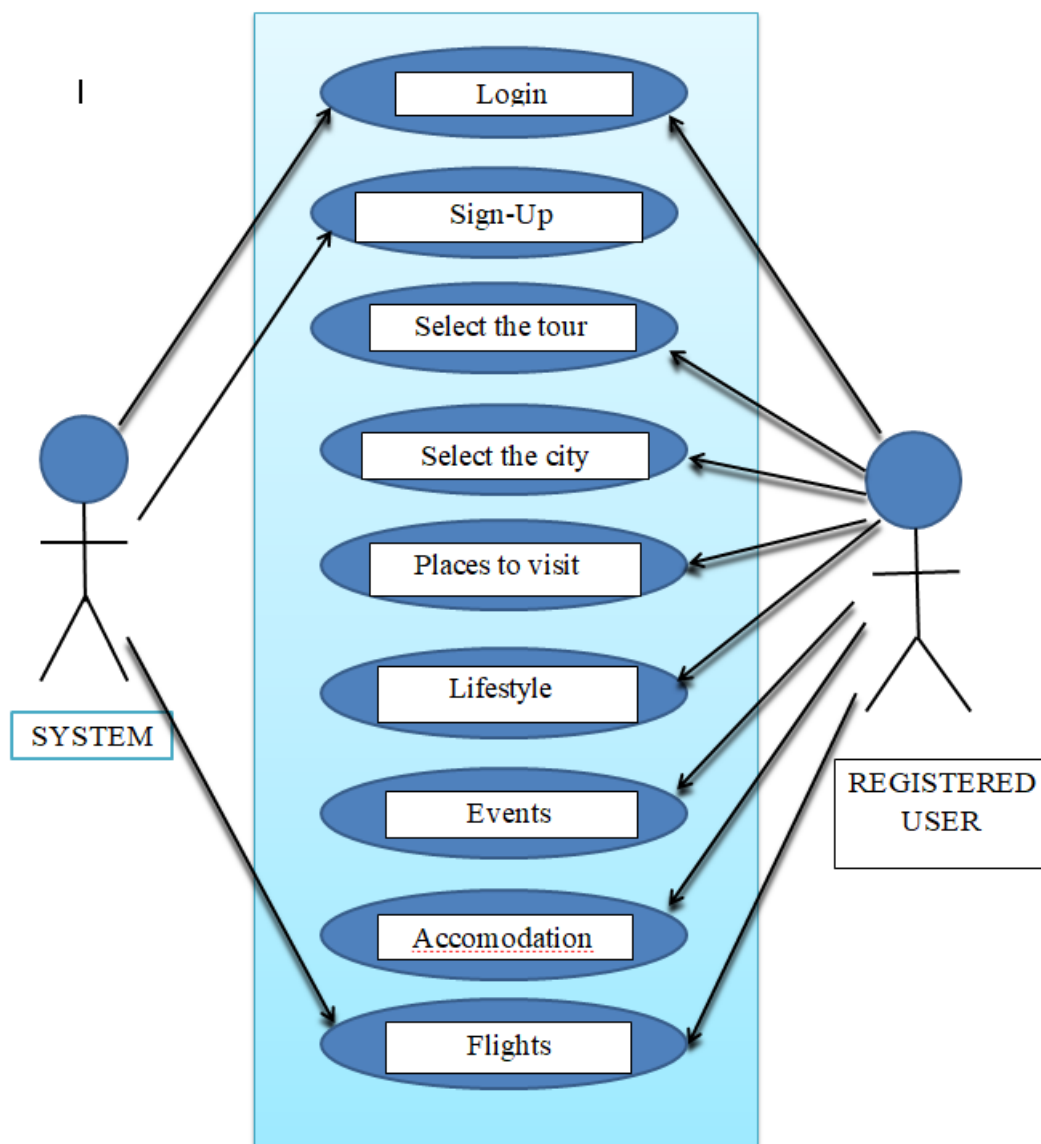 Login
Sign-Up
Select the tour
Select the city
Places to visit
Lifestyle
SYSTEM
REGISTERED
USER
Events
Accomodation
Flights